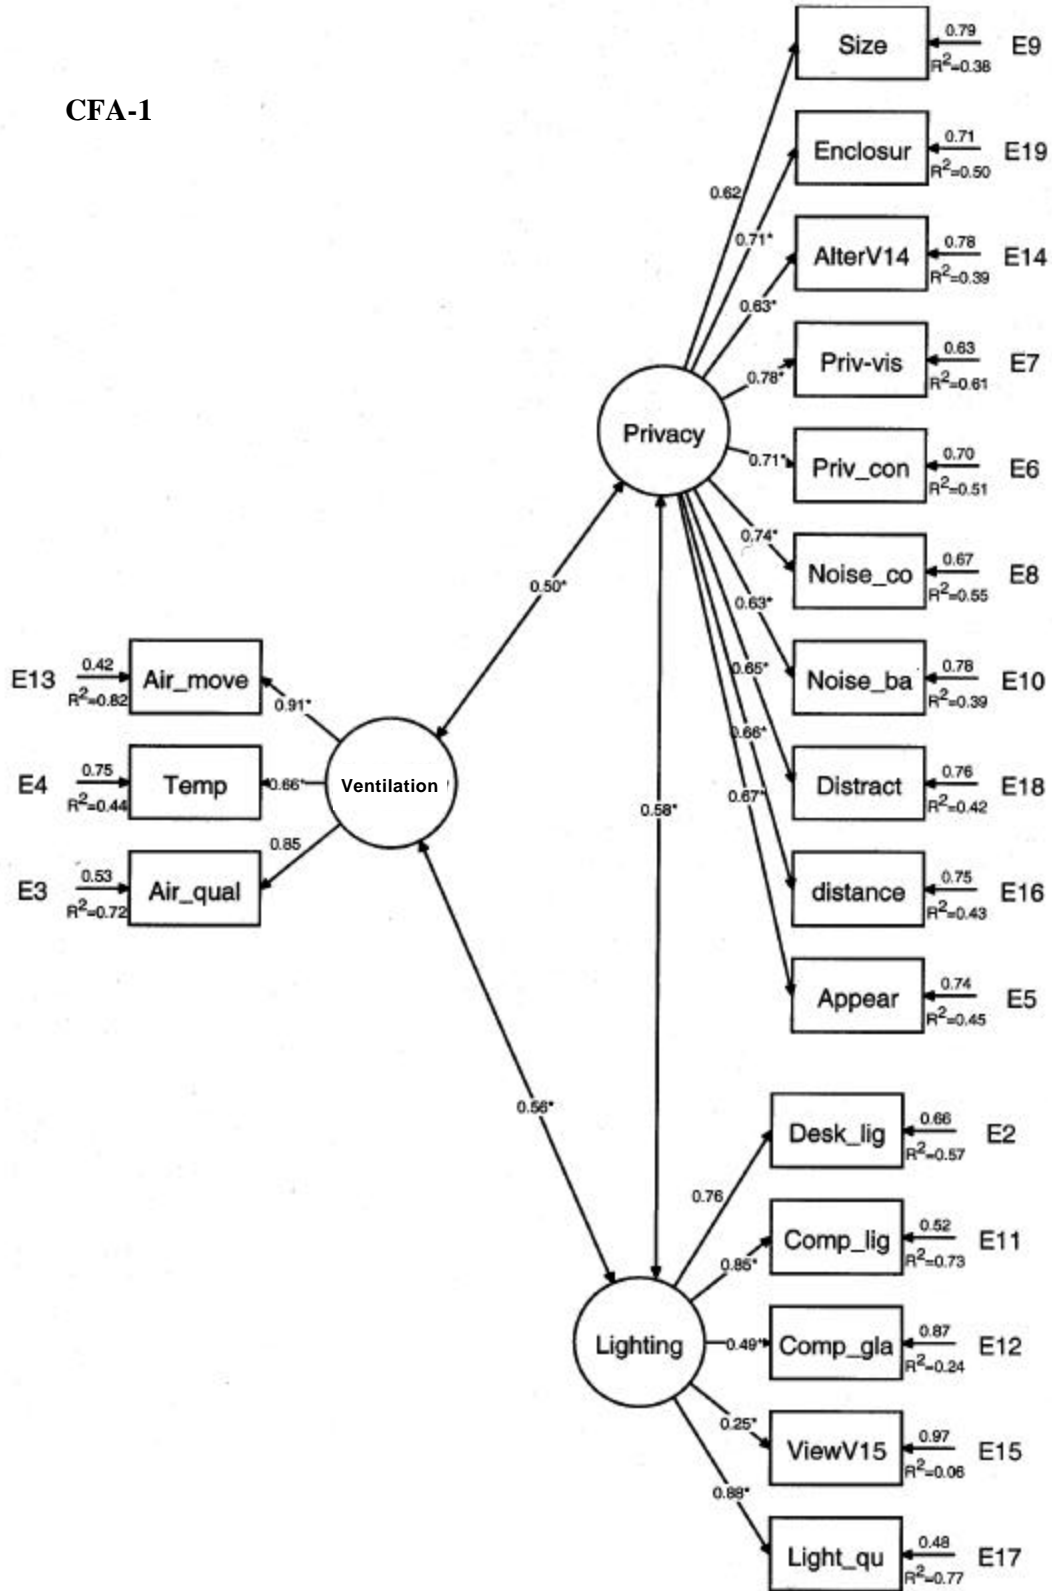 CFA-1
0.79
Size
E9
R²=0.38
0.62
0.71
Enclosur
E19
R²=0.50
0.71*
0.78
AlterV14
E14
R²=0.39
0.63*
0.63
Priv-vis
E7
R²=0.61
0.78*
Privacy
0.70
Priv_con
E6
R²=0.51
0.71*
0.67
Noise_co
E8
R²=0.55
0.74*
0.78
Noise_ba
E10
R²=0.39
0.63*
0.76
Distract
E18
R²=0.42
0.65*
0.75
distance
E16
R²=0.43
0.66*
0.74
Appear
E5
R²=0.45
0.67*
0.50*
0.42
E13
Air_move
R²=0.82
0.91*
0.75
E4
Temp
R²=0.44
0.66*
Ventilation
0.53
E3
Air_qual
R²=0.72
0.85
0.58*
0.56*
0.66
Desk_lig
E2
R²=0.57
0.76
0.52
Comp_lig
E11
R²=0.73
0.85*
Lighting
0.87
Comp_gla
E12
R²=0.24
0.49*
0.97
ViewV15
E15
R²=0.06
0.25*
0.48
Light_qu
E17
R²=0.77
0.88*